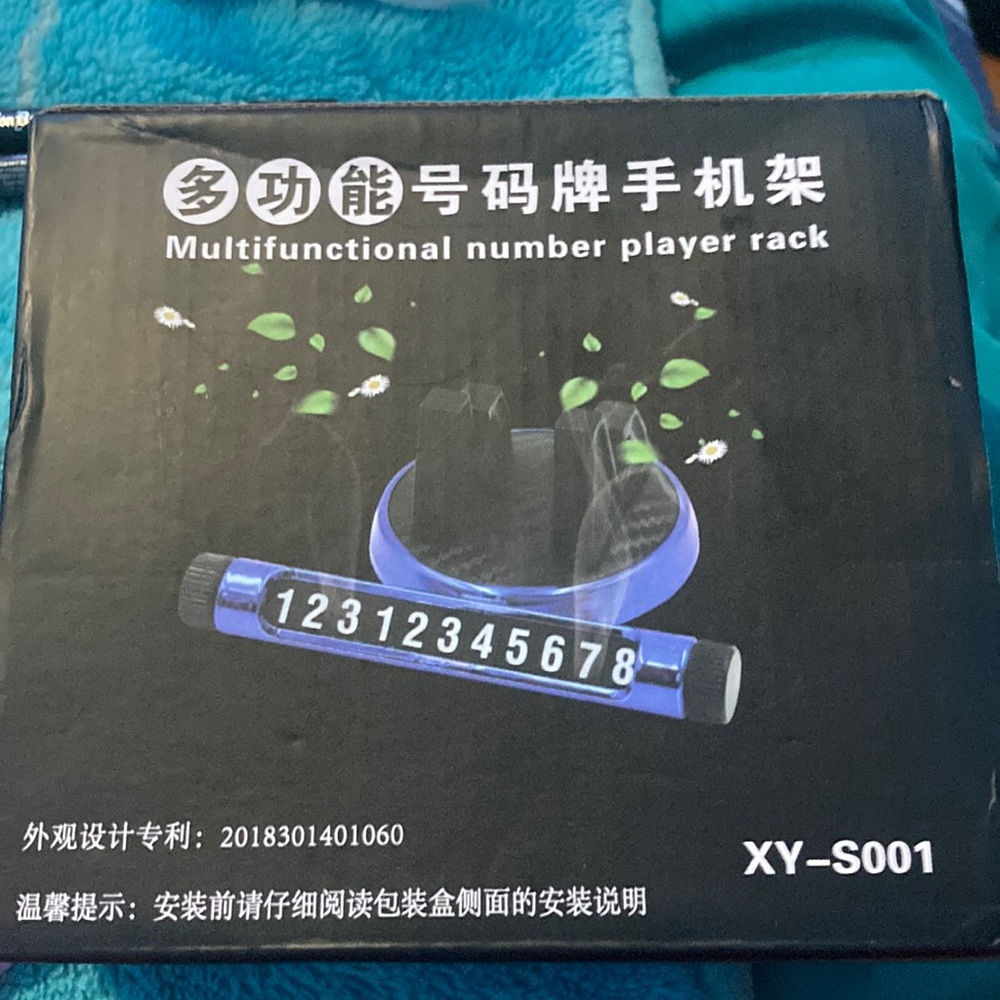 多功能号码牌手机架
Multifunctional number player rack
12312345678
外观设计专利：2018301401060
XY-S001
温馨提示：安装前请仔细阅读包装盒侧面的安装说明